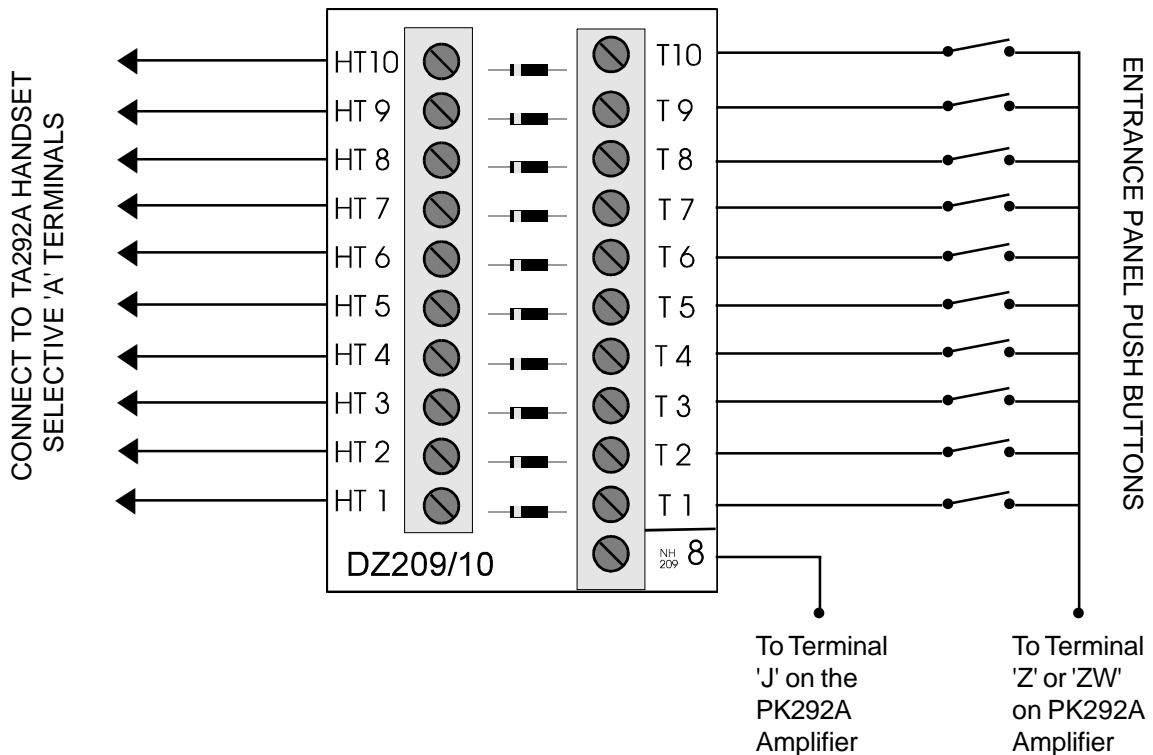 CONNECT TO TA292A HANDSET
SELECTIVE 'A' TERMINALS
HT10
HT 9
HT 8
HT 7
HT 6
HT 5
HT 4
HT 3
HT 2
HT 1
DZ209/10
T10
T 9
T 8
T 7
T 6
T 5
T 4
T 3
T 2
T 1
NH
209
8
ENTRANCE PANEL PUSH BUTTONS
To Terminal
'J' on the
PK292A
Amplifier
To Terminal
'Z' or 'ZW'
on PK292A
Amplifier